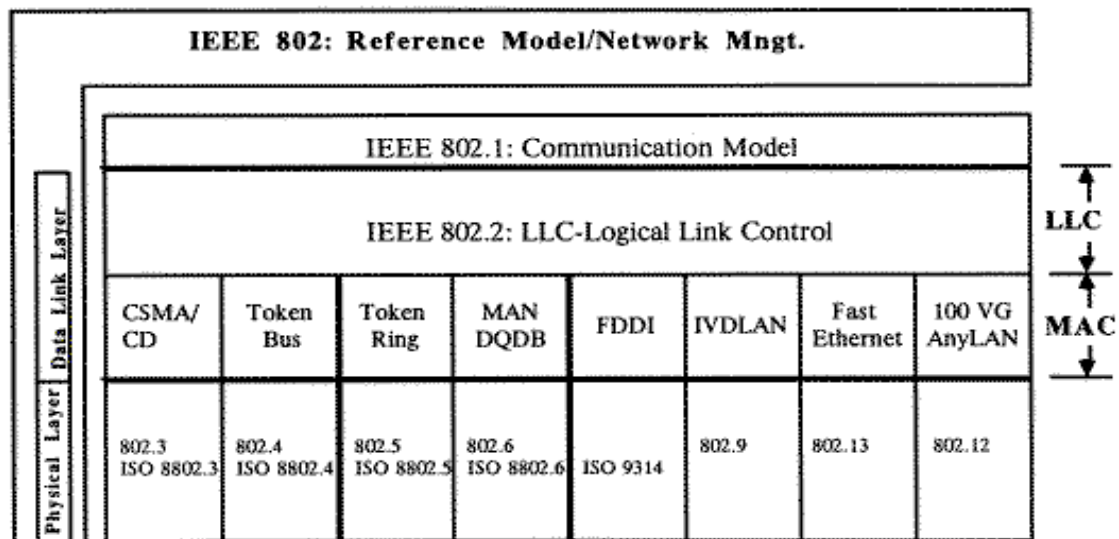 IEEE 802: Reference Model/Network Mngt.
IEEE 802.1: Communication Model
IEEE 802.2: LLC-Logical Link Control
LLC
Data Link Layer
CSMA/
CD
Token
Bus
Token
Ring
MAN
DQDB
FDDI
IVDLAN
Fast
Ethernet
100 VG
AnyLAN
MAC
Physical Layer
802.3
ISO 8802.3
802.4
ISO 8802.4
802.5
ISO 8802.5
802.6
ISO 8802.6
ISO 9314
802.9
802.13
802.12